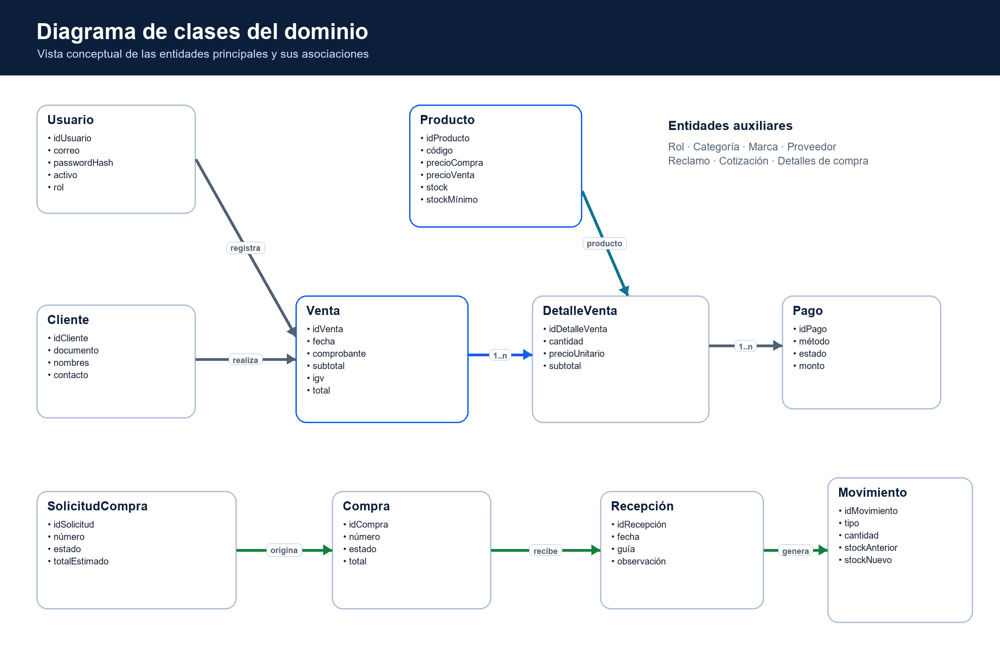 Diagrama de clases del dominio
Vista conceptual de las entidades principales y sus asociaciones
Usuario
• idUsuario
• correo
• passwordHash
• activo
• rol
Producto
• idProducto
• código
• precioCompra
• precioVenta
• stock
• stockMínimo
Entidades auxiliares
Rol · Categoría · Marca · Proveedor
Reclamo · Cotización · Detalles de compra
registra
producto
Cliente
• idCliente
• documento
• nombres
• contacto
realiza
Venta
• idVenta
• fecha
• comprobante
• subtotal
• igv
• total
1..n
DetalleVenta
• idDetalleVenta
• cantidad
• precioUnitario
• subtotal
1..n
Pago
• idPago
• método
• estado
• monto
SolicitudCompra
• idSolicitud
• número
• estado
• totalEstimado
origina
Compra
• idCompra
• número
• estado
• total
recibe
Recepción
• idRecepción
• fecha
• guía
• observación
genera
Movimiento
• idMovimiento
• tipo
• cantidad
• stockAnterior
• stockNuevo